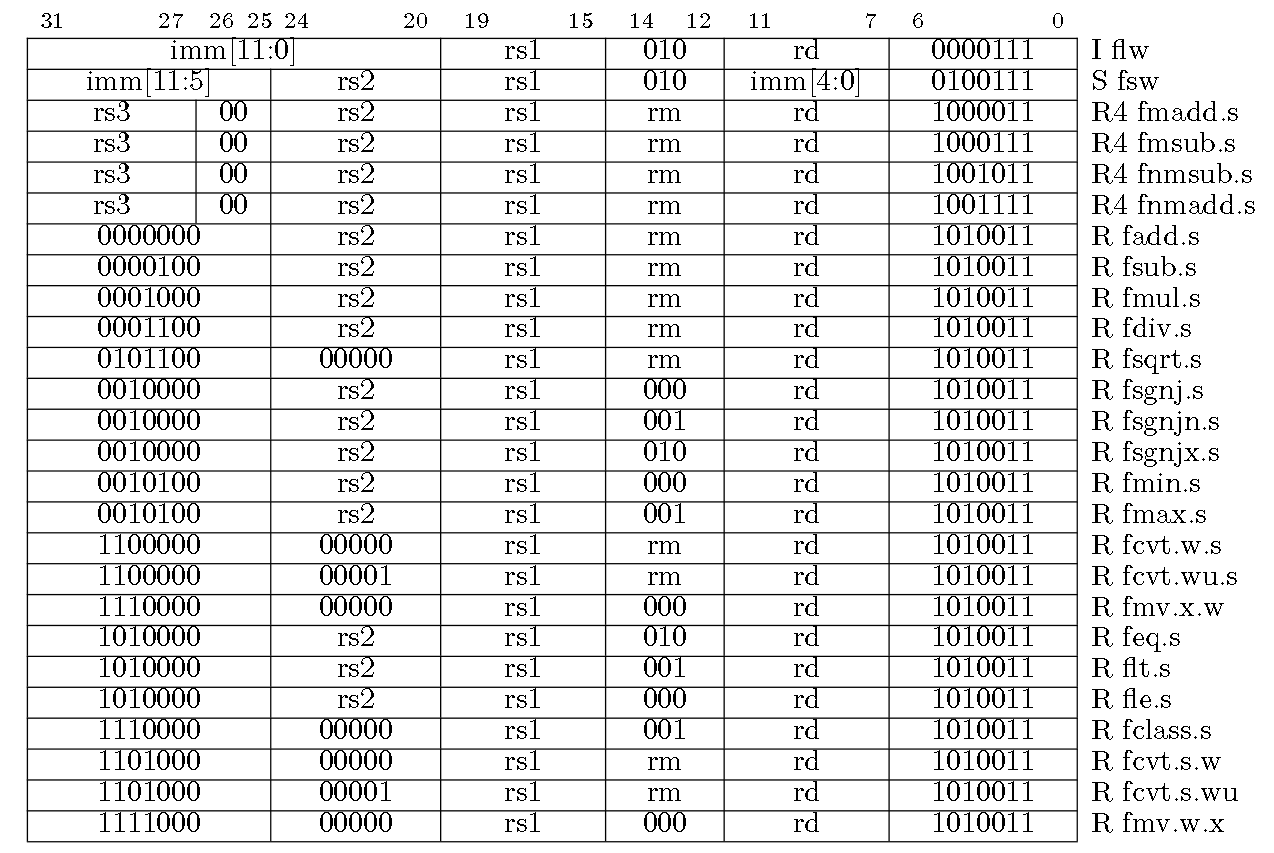 31 27 26 25 24 20 19 15 14 12 11 7 6 0
imm[11:0] rs1 010 rd 0000111 I flw
imm[11:5] rs2 rs1 010 imm[4:0] 0100111 S fsw
rs3 00 rs2 rs1 rm rd 1000011 R4 fmadd.s
rs3 00 rs2 rs1 rm rd 1000111 R4 fmsub.s
rs3 00 rs2 rs1 rm rd 1001011 R4 fnmsub.s
rs3 00 rs2 rs1 rm rd 1001111 R4 fnmadd.s
0000000 rs2 rs1 rm rd 1010011 R fadd.s
0000100 rs2 rs1 rm rd 1010011 R fsub.s
0001000 rs2 rs1 rm rd 1010011 R fmul.s
0001100 rs2 rs1 rm rd 1010011 R fdiv.s
0101100 00000 rs1 rm rd 1010011 R fsqrt.s
0010000 rs2 rs1 000 rd 1010011 R fsgnj.s
0010000 rs2 rs1 001 rd 1010011 R fsgnjn.s
0010000 rs2 rs1 010 rd 1010011 R fsgnjx.s
0010100 rs2 rs1 000 rd 1010011 R fmin.s
0010100 rs2 rs1 001 rd 1010011 R fmax.s
1100000 00000 rs1 rm rd 1010011 R fcvt.w.s
1100000 00001 rs1 rm rd 1010011 R fcvt.wu.s
1110000 00000 rs1 000 rd 1010011 R fmv.x.w
1010000 rs2 rs1 010 rd 1010011 R feq.s
1010000 rs2 rs1 001 rd 1010011 R flt.s
1010000 rs2 rs1 000 rd 1010011 R fle.s
1110000 00000 rs1 001 rd 1010011 R fclass.s
1101000 00000 rs1 rm rd 1010011 R fcvt.s.w
1101000 00001 rs1 rm rd 1010011 R fcvt.s.wu
1111000 00000 rs1 000 rd 1010011 R fmv.w.x